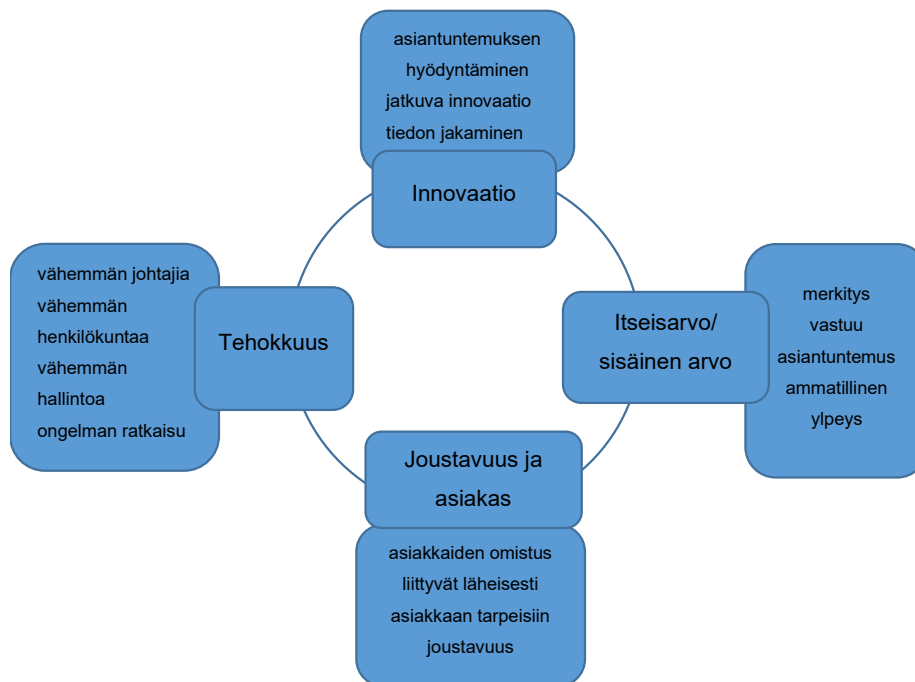 asiantuntemuksen
hyödyntäminen
jatkuva innovaatio
tiedon jakaminen
Innovaatio
vähemmän johtajia
vähemmän
henkilökuntaa
vähemmän
hallintoa
ongelman ratkaisu
Tehokkuus
Itseisarvo/
sisäinen arvo
merkitys
vastuu
asiantuntemus
ammatillinen
ylpeys
Joustavuus ja
asiakas
asiakkaiden omistus
liittyvät läheisesti
asiakkaan tarpeisiin
joustavuus